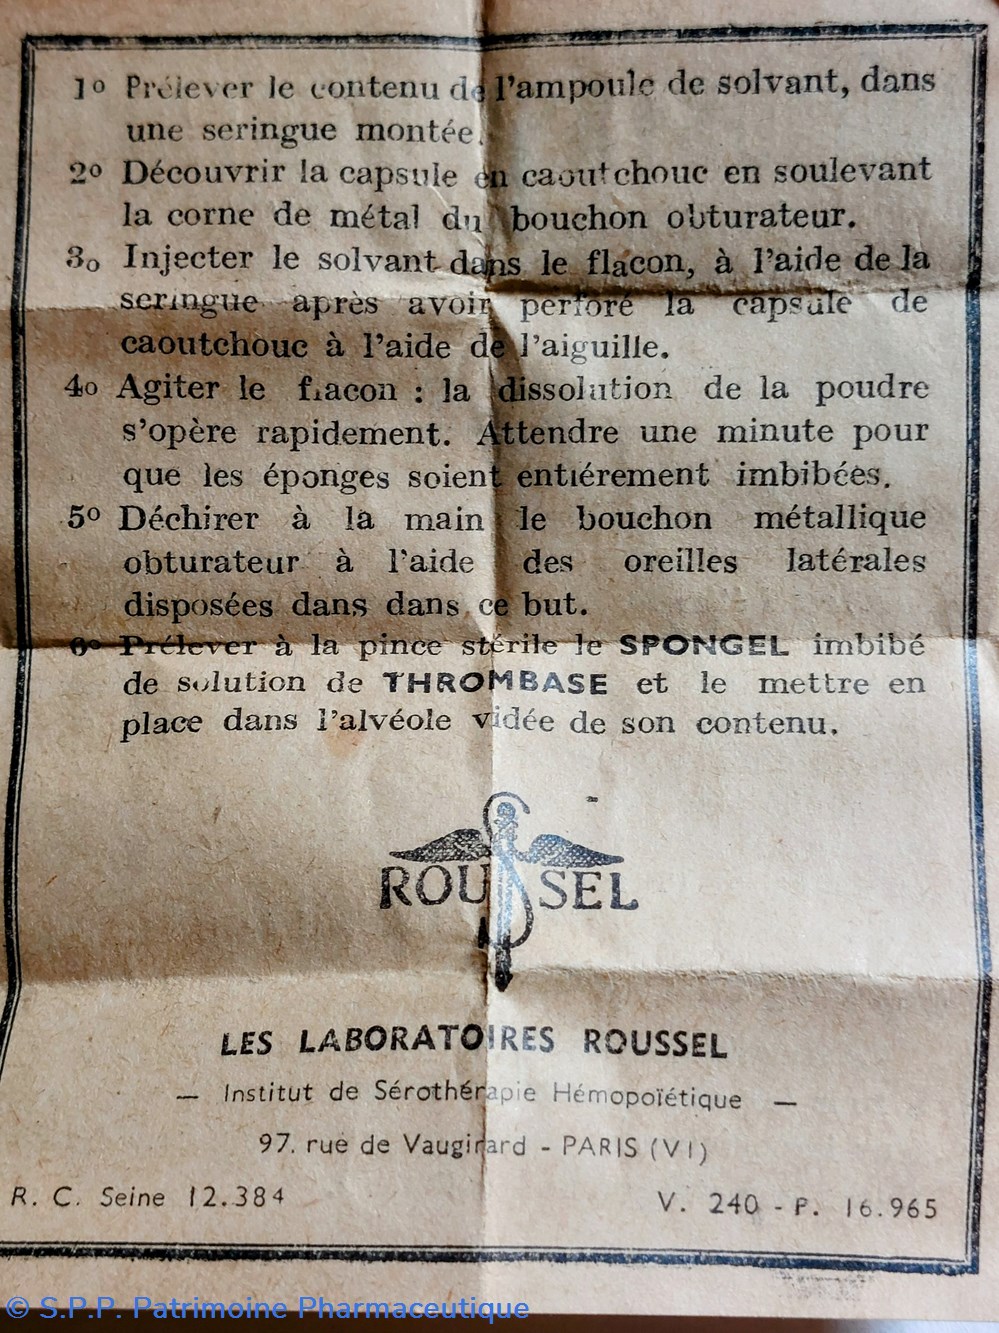 1º Prélever le contenu de l'ampoule de solvant, dans
une seringue montée.
2º Découvrir la capsule en caoutchouc en soulevant
la corne de métal du bouchon obturateur.
3o Injecter le solvant dans le flacon, à l'aide de la
seringue après avoir perforé la capsule de
caoutchouc à l'aide de l'aiguille.
4o Agiter le flacon : la dissolution de la poudre
s'opère rapidement. Attendre une minute pour
que les éponges soient entiérement imbibées.
5º Déchirer à la main le bouchon métallique
obturateur à l'aide des oreilles latérales
disposées dans dans ce but.
6º Prélever à la pince stérile le SPONGEL imbibé
de solution de THROMBASE et le mettre en
place dans l'alvéole vidée de son contenu.
ROUSSEL
LES LABORATOIRES ROUSSEL
— Institut de Sérothérapie Hémopoïétique —
97. rue de Vaugirard - PARIS (VI)
R. C. Seine 12.384 V. 240 - P. 16.965
© S.P.P. Patrimoine Pharmaceutique